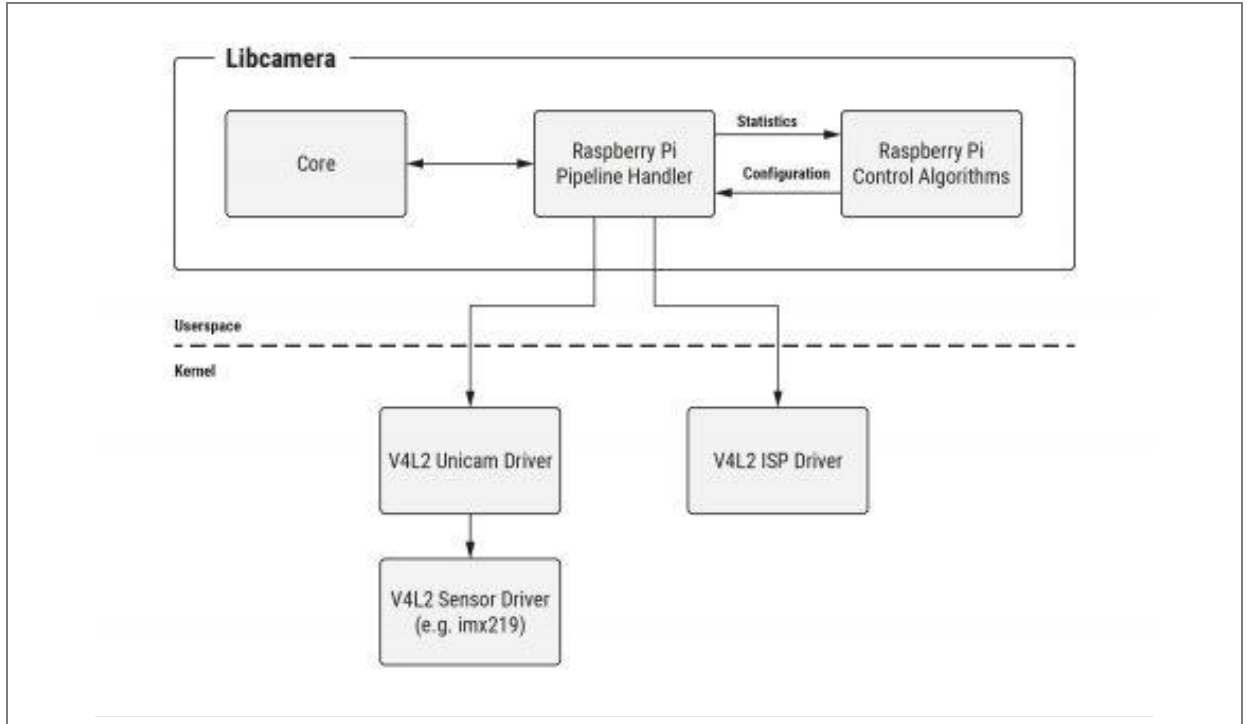 Libcamera
Core
Raspberry Pi
Pipeline Handler
Statistics
Configuration
Raspberry Pi
Control Algorithms
Userspace
Kernel
V4L2 Unicam Driver
V4L2 ISP Driver
V4L2 Sensor Driver
(e.g. imx219)